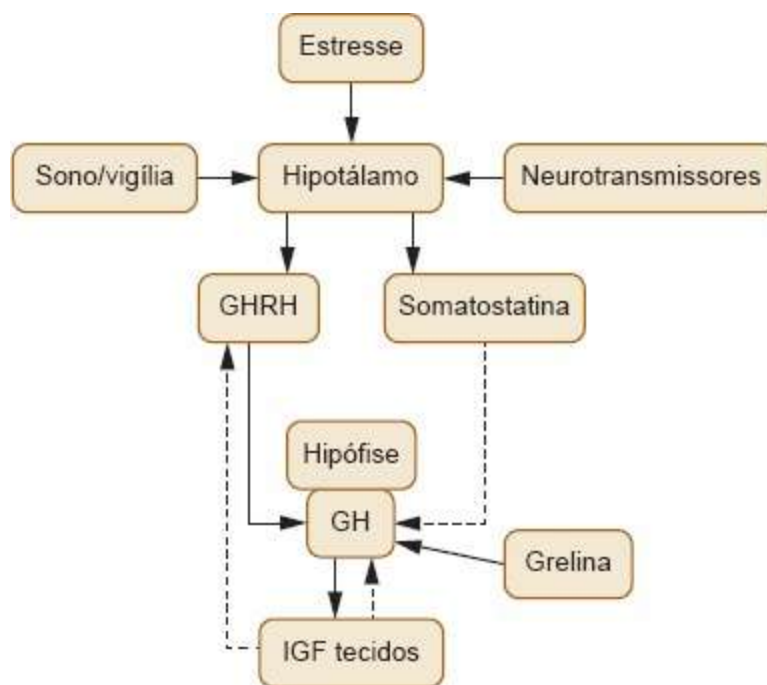 Estresse
Sono/vigília
Hipotálamo
Neurotransmissores
GHRH
Somatostatina
Hipófise
GH
Grelina
IGF tecidos